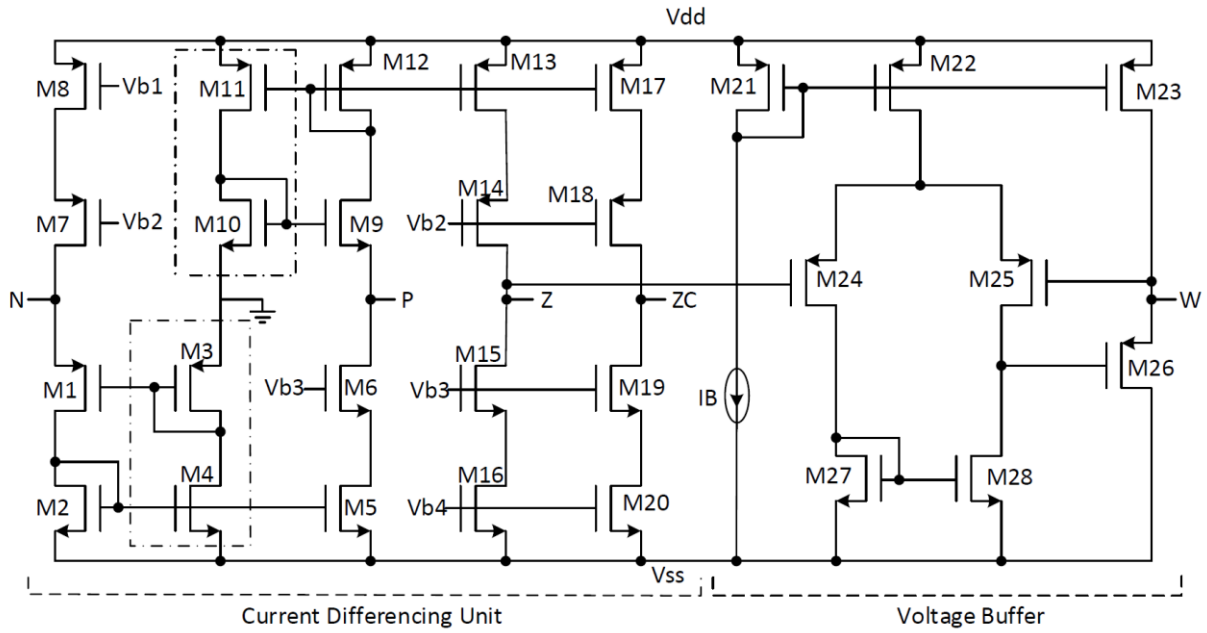 Vdd
M8
Vb1
M11
M12
M13
M17
M21
M22
M23
M7
Vb2
M10
M9
M14
Vb2
M18
M24
M25
N
P
Z
ZC
W
M1
M3
Vb3
M6
M15
Vb3
M19
IB
M26
M2
M4
M5
M16
Vb4
M20
M27
M28
Vss
Current Differencing Unit
Voltage Buffer